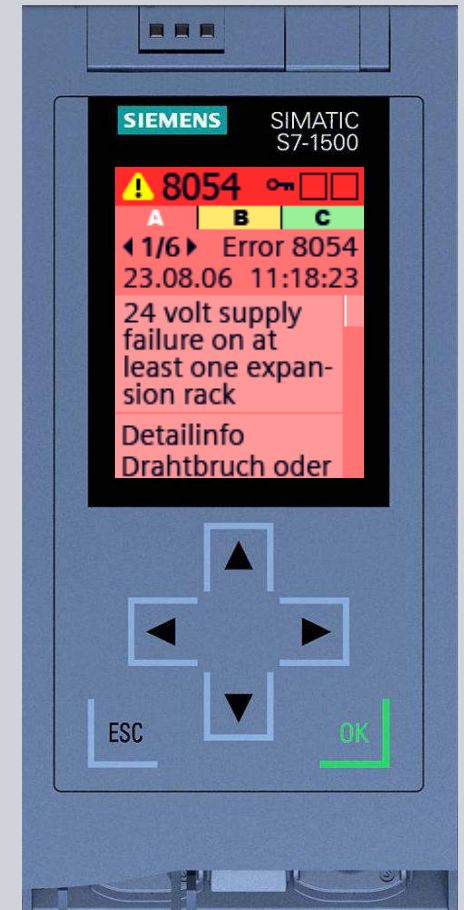 SIEMENS
SIMATIC
S7-1500
8054
A B C
1/6 Error 8054
23.08.06 11:18:23
24 volt supply
failure on at
least one expan-
sion rack
Detailinfo
Drahtbruch oder
ESC
OK